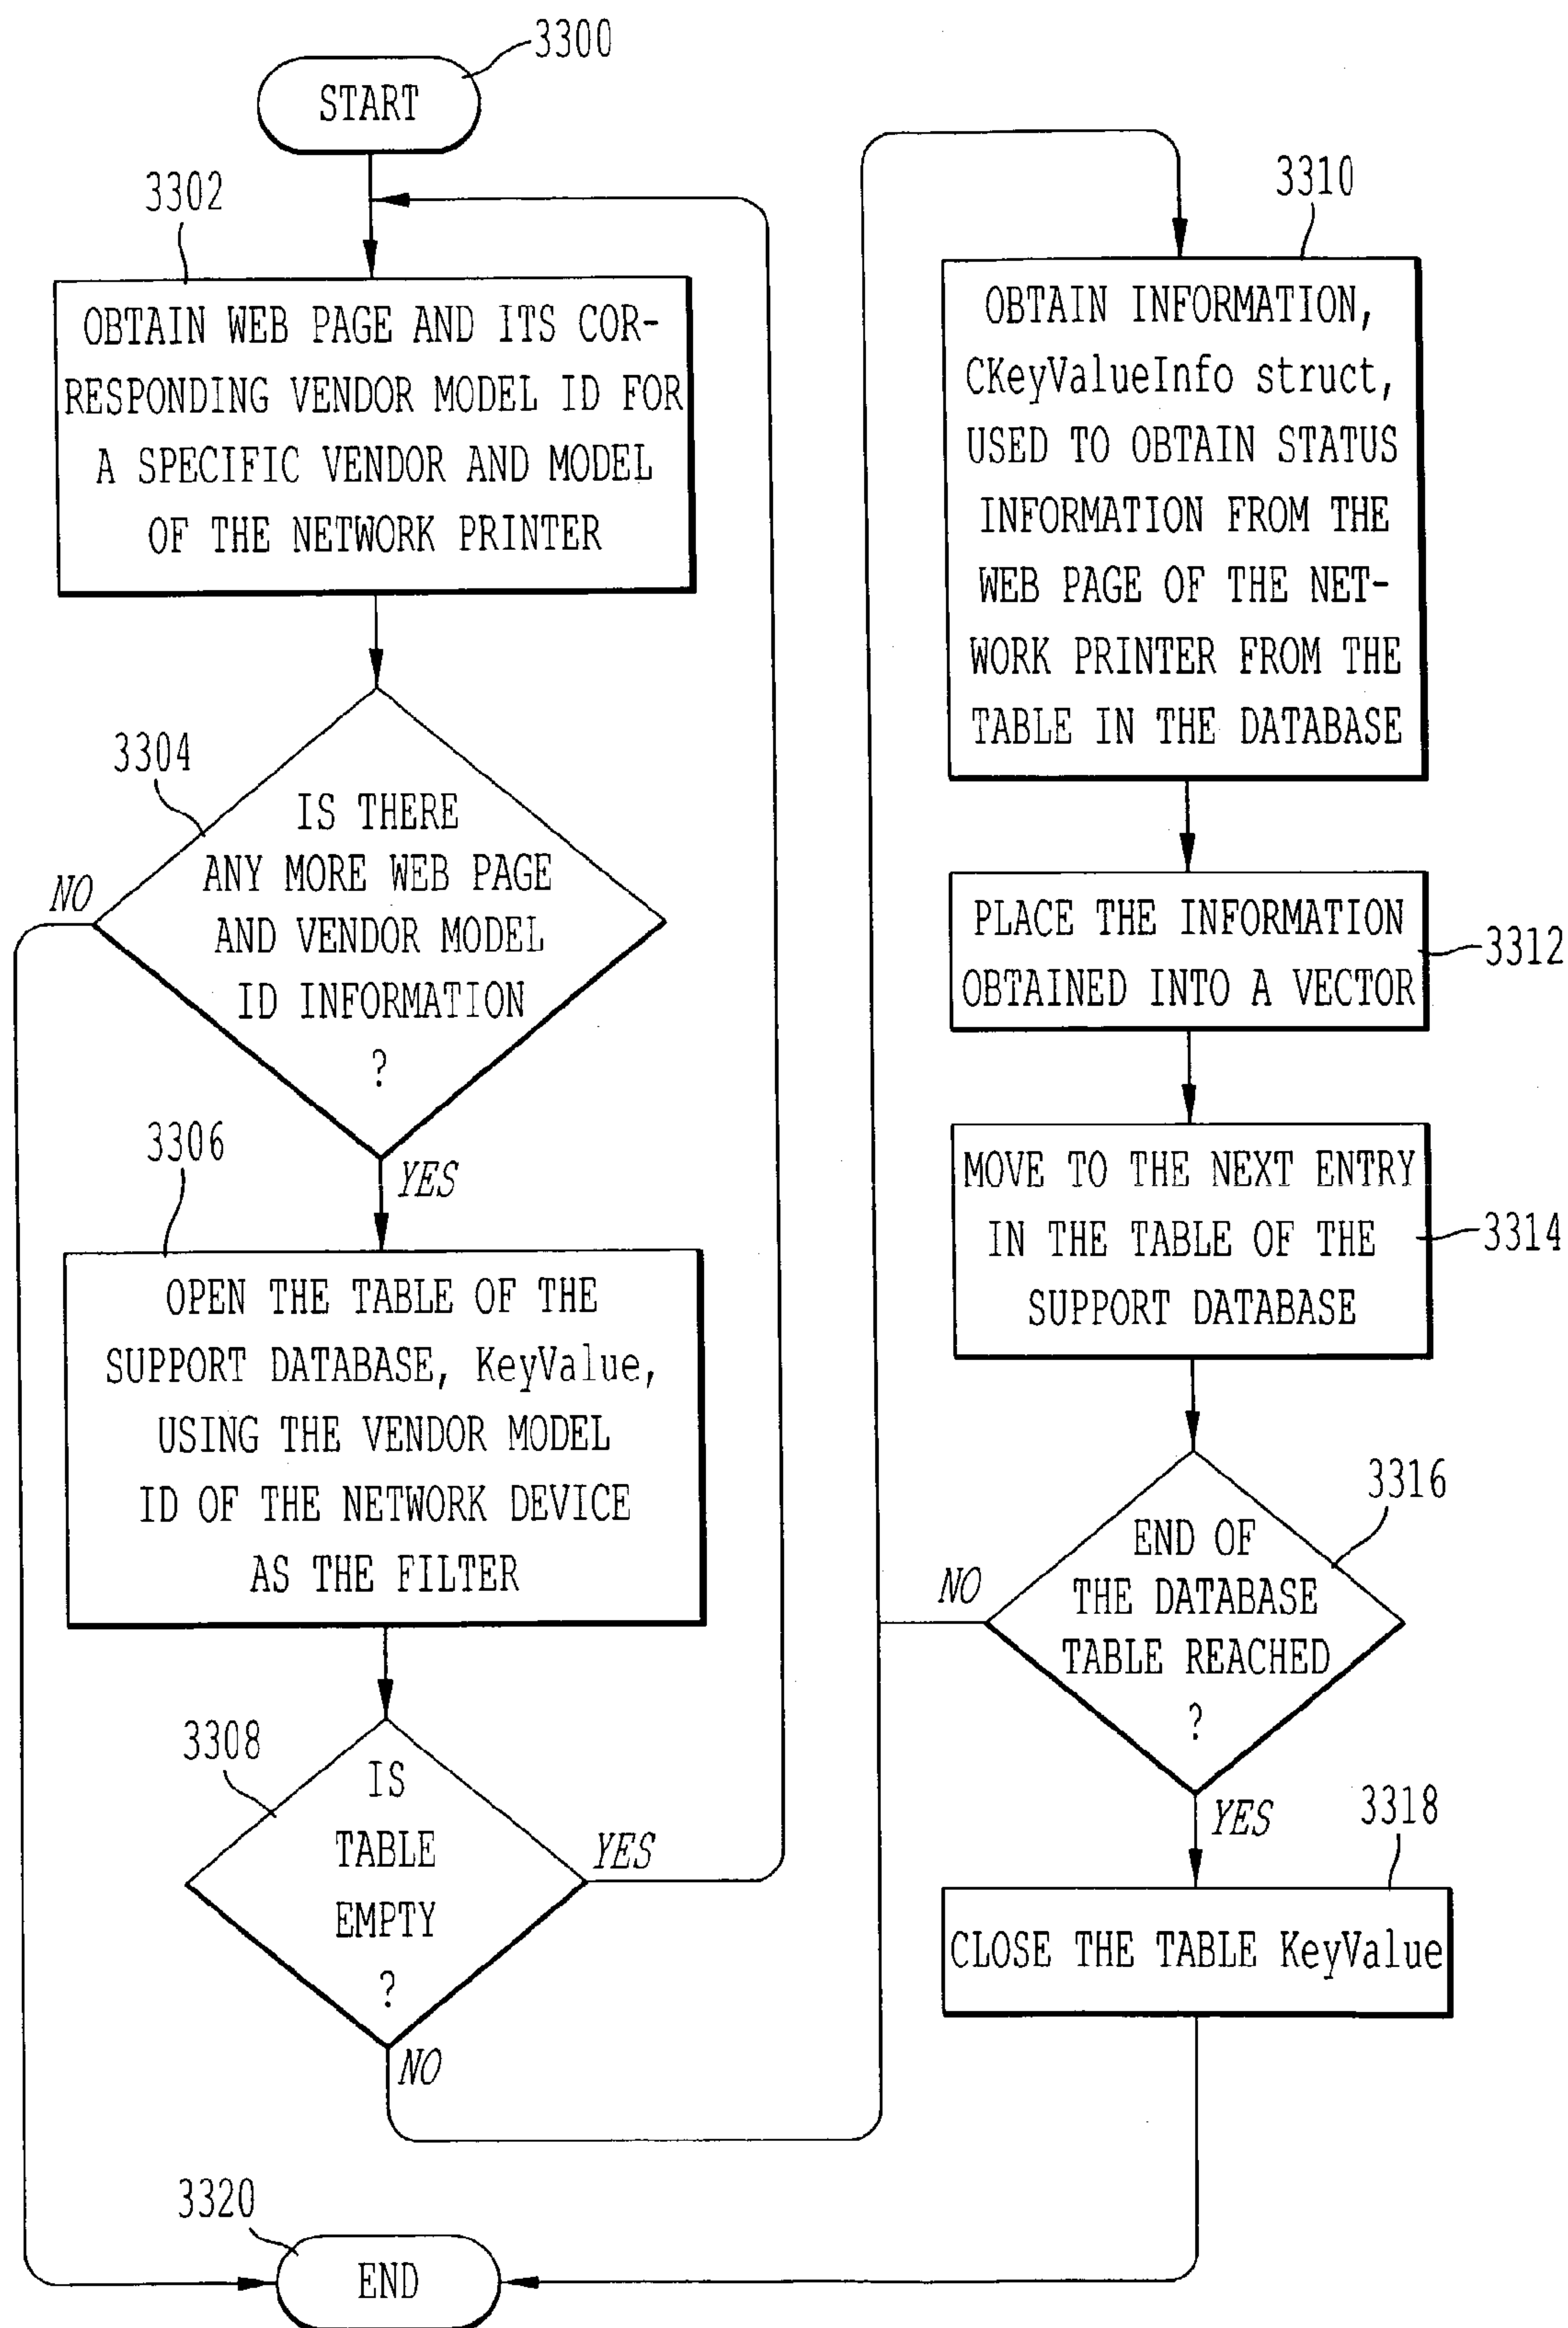 3300
START
3302
OBTAIN WEB PAGE AND ITS COR-
RESPONDING VENDOR MODEL ID FOR
A SPECIFIC VENDOR AND MODEL
OF THE NETWORK PRINTER
3304
IS THERE
ANY MORE WEB PAGE
AND VENDOR MODEL
ID INFORMATION
?
NO
YES
3306
OPEN THE TABLE OF THE
SUPPORT DATABASE, KeyValue,
USING THE VENDOR MODEL
ID OF THE NETWORK DEVICE
AS THE FILTER
3308
IS
TABLE
EMPTY
?
YES
NO
3310
OBTAIN INFORMATION,
CKeyValueInfo struct,
USED TO OBTAIN STATUS
INFORMATION FROM THE
WEB PAGE OF THE NET-
WORK PRINTER FROM THE
TABLE IN THE DATABASE
PLACE THE INFORMATION
OBTAINED INTO A VECTOR
3312
MOVE TO THE NEXT ENTRY
IN THE TABLE OF THE
SUPPORT DATABASE
3314
3316
END OF
THE DATABASE
TABLE REACHED
?
NO
YES
3318
CLOSE THE TABLE KeyValue
3320
END